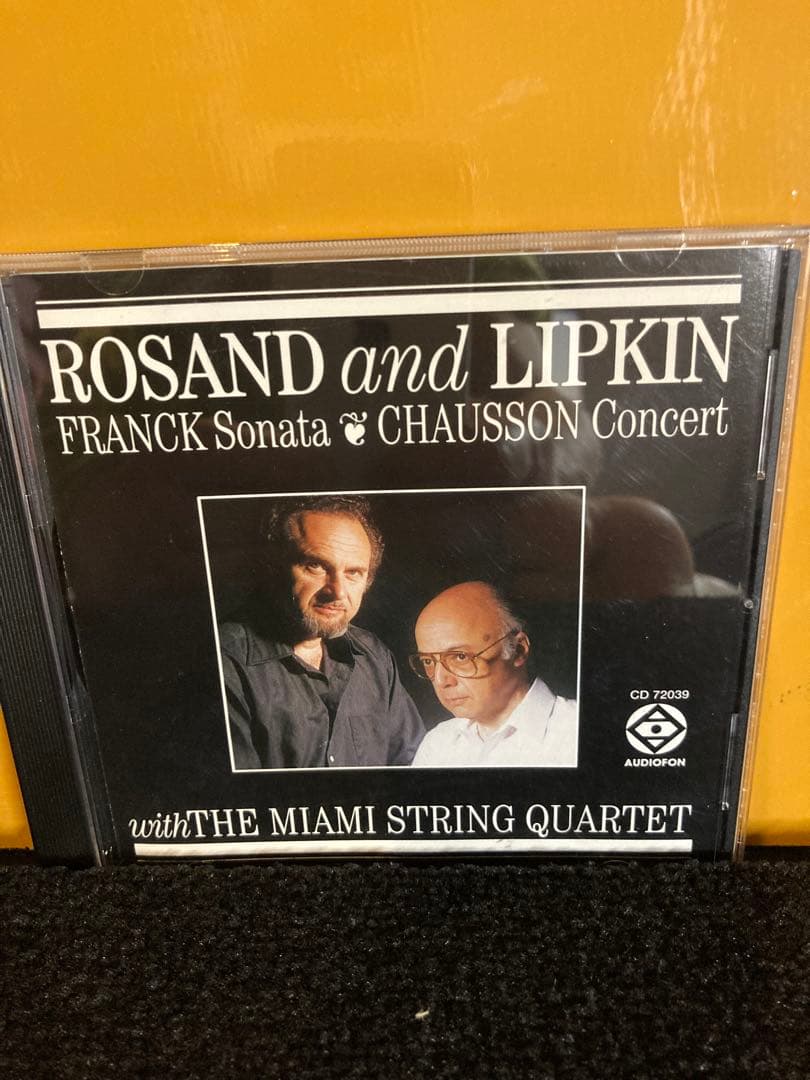 ROSAND and LIPKIN
FRANCK Sonata ❦ CHAUSSON Concert
CD 72039
AUDIOFON
with THE MIAMI STRING QUARTET